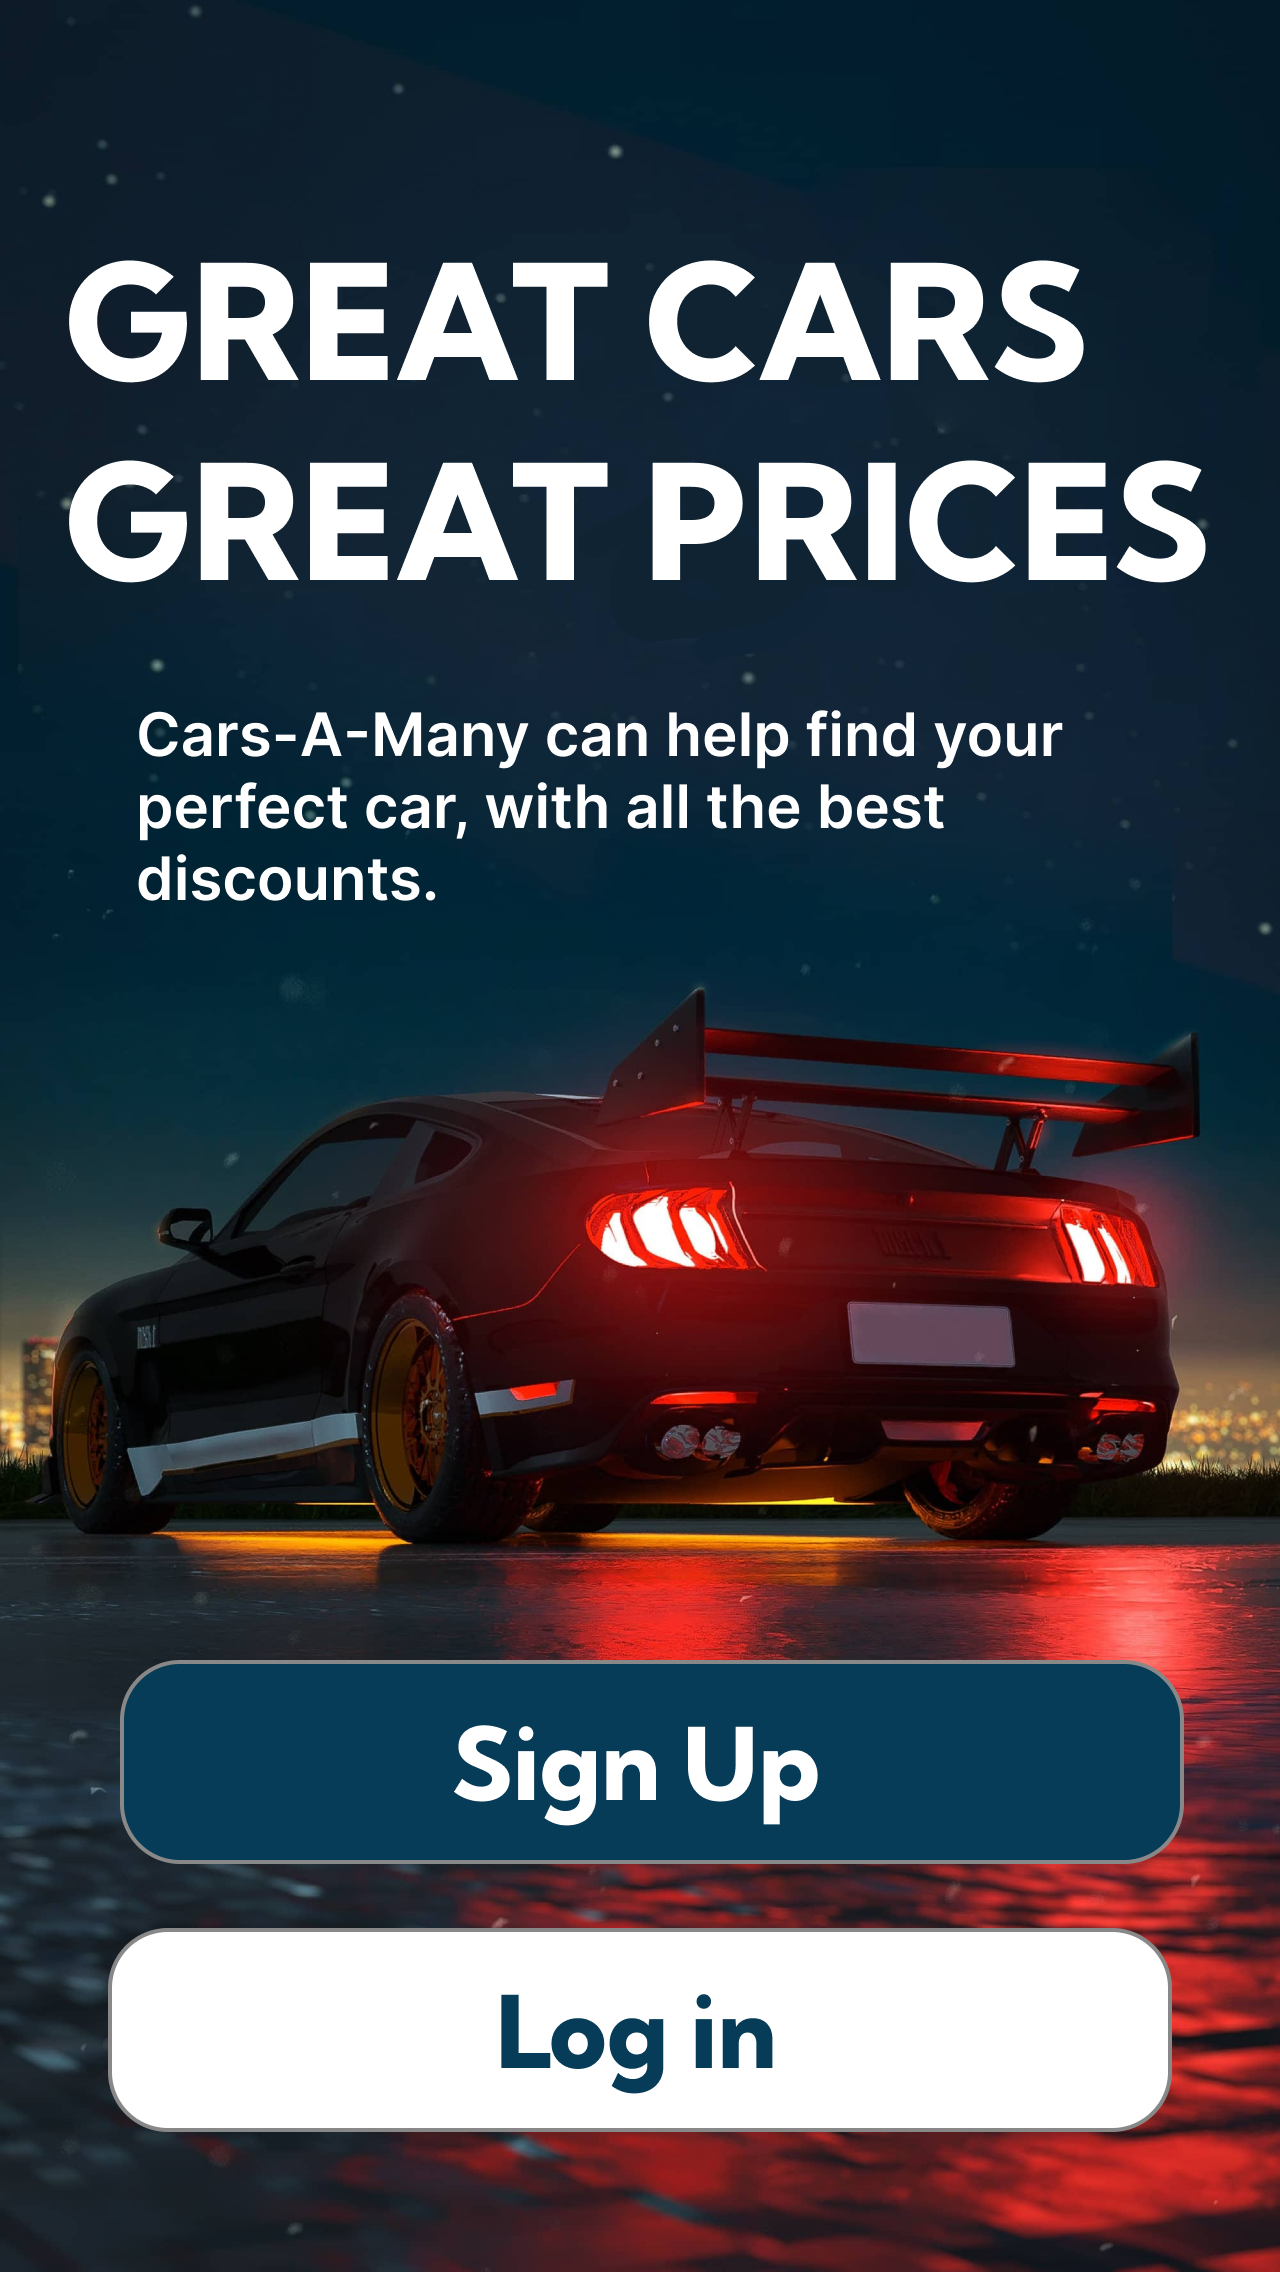 GREAT CARS
GREAT PRICES
Cars-A-Many can help find your
perfect car, with all the best
discounts.
Sign Up
Log in